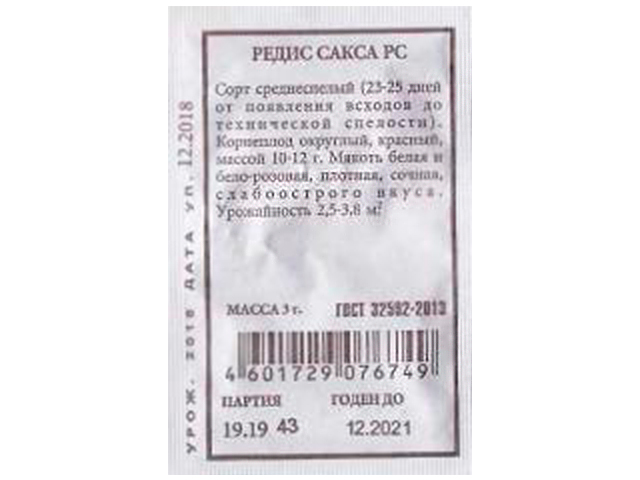 РЕДИС САКСА РС
Сорт среднеспелый (23-25 дней
от появления всходов до
технической спелости).
Корнеплод округлый, красный,
массой 10-12 г. Мякоть белая и
бело-розовая, плотная, сочная,
слабоострого вкуса.
Урожайность 2,5-3,8 м²
МАССА 3 г. ГОСТ 32592-2013
4 601729 076749
ПАРТИЯ ГОДЕН ДО
19.19 43 12.2021
УРОЖ. 2018 ДАТА УП. 12.2018